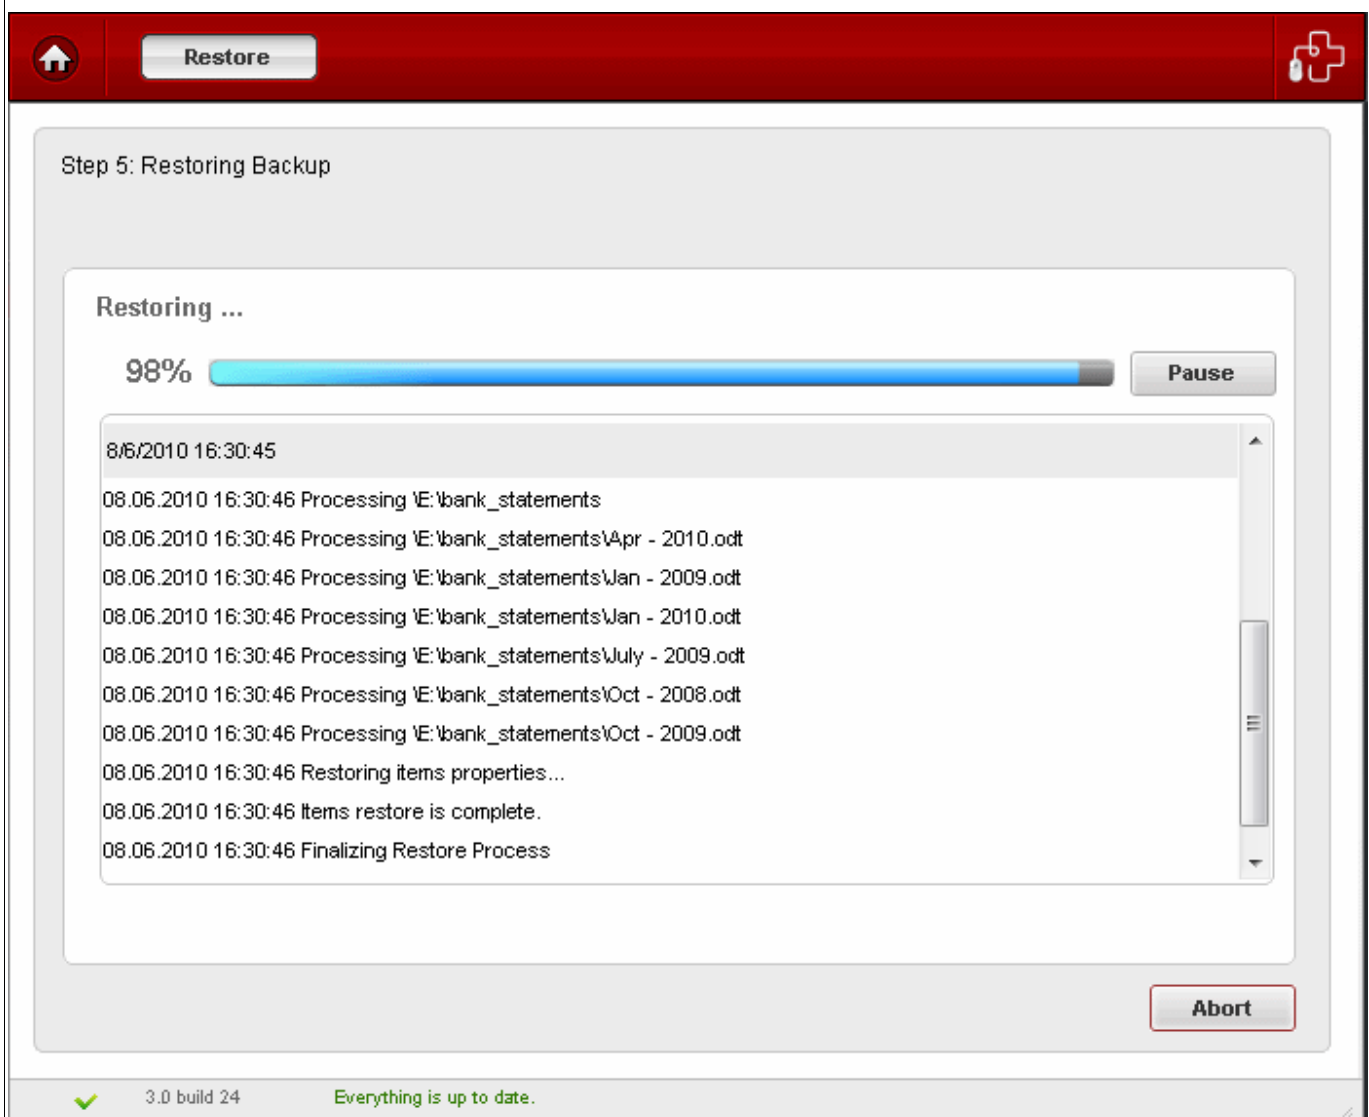 Restore
Step 5: Restoring Backup
Restoring ...
98%
Pause
8/6/2010 16:30:45
08.06.2010 16:30:46 Processing \E:\bank_statements
08.06.2010 16:30:46 Processing \E:\bank_statements\Apr - 2010.odt
08.06.2010 16:30:46 Processing \E:\bank_statements\Jan - 2009.odt
08.06.2010 16:30:46 Processing \E:\bank_statements\Jan - 2010.odt
08.06.2010 16:30:46 Processing \E:\bank_statements\July - 2009.odt
08.06.2010 16:30:46 Processing \E:\bank_statements\Oct - 2008.odt
08.06.2010 16:30:46 Processing \E:\bank_statements\Oct - 2009.odt
08.06.2010 16:30:46 Restoring items properties...
08.06.2010 16:30:46 Items restore is complete.
08.06.2010 16:30:46 Finalizing Restore Process
Abort
3.0 build 24 Everything is up to date.